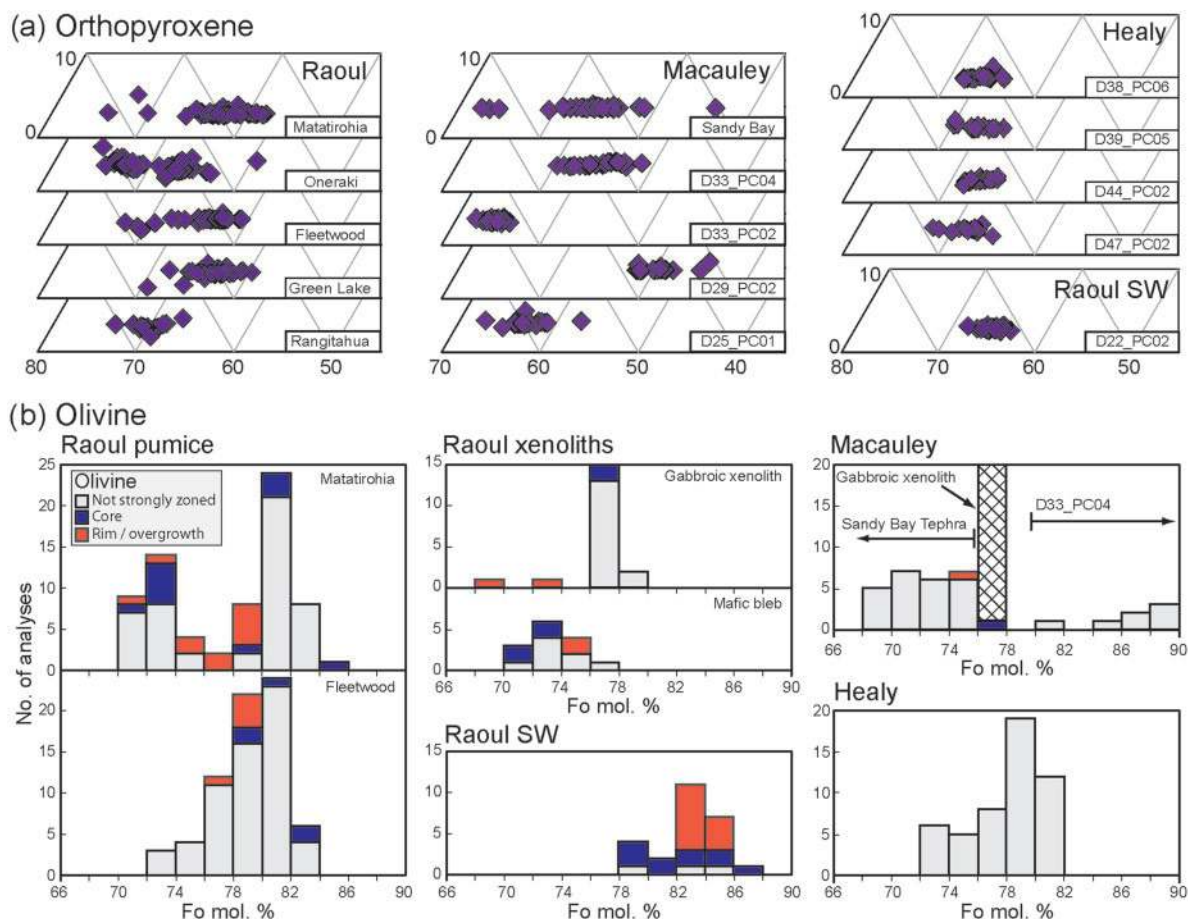 (a) Orthopyroxene
10
Raoul
0
Matatirohia
Oneraki
Fleetwood
Green Lake
Rangitahua
80 70 60 50
10
Macauley
0
Sandy Bay
D33_PC04
D33_PC02
D29_PC02
D25_PC01
70 60 50 40
10
Healy
0
D38_PC06
D39_PC05
D44_PC02
D47_PC02
10
Raoul SW
0
D22_PC02
80 70 60 50
(b) Olivine
Raoul pumice
25
20
15
10
5
0
Matatirohia
Olivine
Not strongly zoned
Core
Rim / overgrowth
No. of analyses
20
15
10
5
0
Fleetwood
66 70 74 78 82 86 90
Fo mol. %
Raoul xenoliths
15
10
5
0
Gabbroic xenolith
10
5
0
Mafic bleb
66 70 74 78 82 86 90
Fo mol. %
Raoul SW
15
10
5
0
66 70 74 78 82 86 90
Fo mol. %
Macauley
20
15
10
5
0
Gabbroic xenolith
D33_PC04
Sandy Bay Tephra
66 70 74 78 82 86 90
Fo mol. %
Healy
20
15
10
5
0
66 70 74 78 82 86 90
Fo mol. %